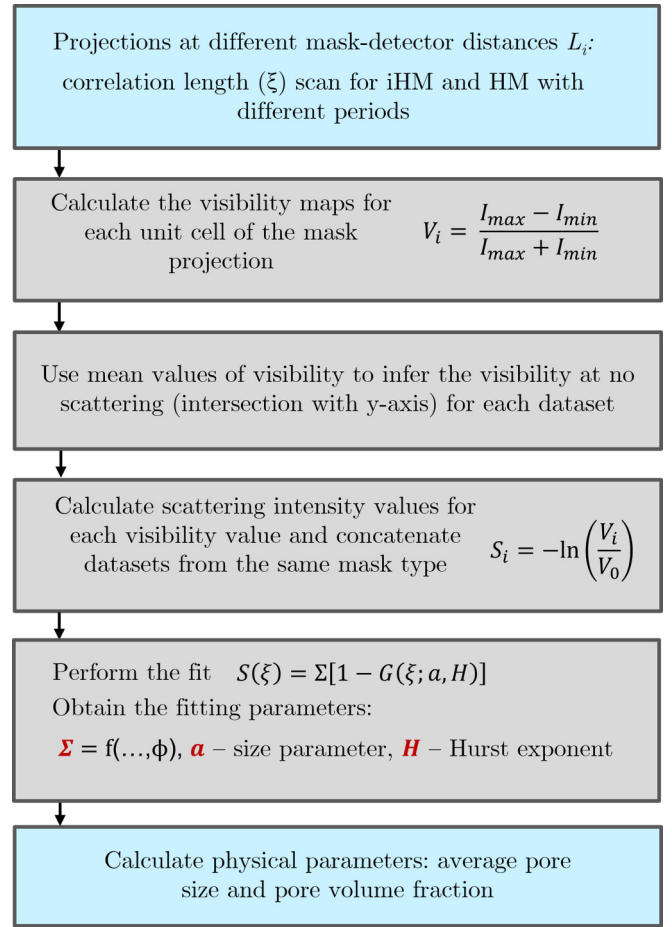 Projections at different mask-detector distances Lᵢ:
correlation length (ξ) scan for iHM and HM with
different periods
Calculate the visibility maps for
each unit cell of the mask
projection
Vᵢ = (I_max − I_min) / (I_max + I_min)
Use mean values of visibility to infer the visibility at no
scattering (intersection with y-axis) for each dataset
Calculate scattering intensity values for
each visibility value and concatenate
datasets from the same mask type
Sᵢ = −ln(Vᵢ/V₀)
Perform the fit S(ξ) = Σ[1 − G(ξ; a, H)]
Obtain the fitting parameters:
Σ = f(…,ϕ), a – size parameter, H – Hurst exponent
Calculate physical parameters: average pore
size and pore volume fraction